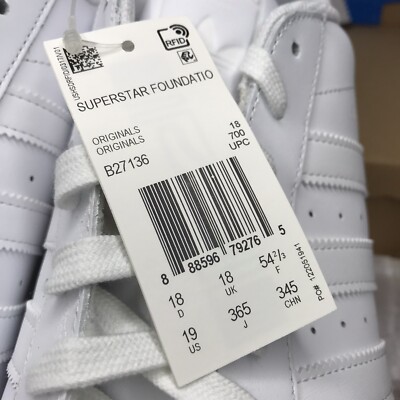 RFID
SUPERSTAR FOUNDATIO
ORIGINALS
ORIGINALS
B27136
18
700
UPC
8 88596 79276 5
18 D
18 UK
54 2/3 F
19 US
365 J
345 CHN
PO#: 122051941